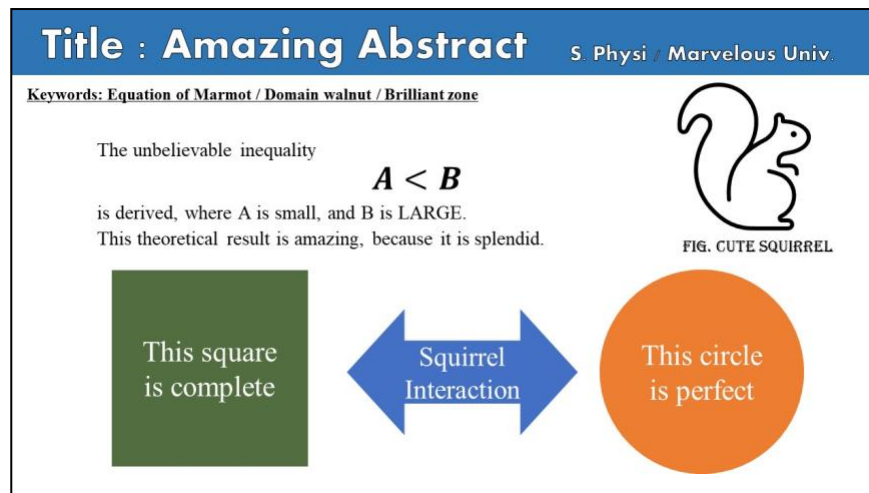 Title : Amazing Abstract
S. Physi / Marvelous Univ.
Keywords: Equation of Marmot / Domain walnut / Brilliant zone
The unbelievable inequality
A < B
is derived, where A is small, and B is LARGE.
This theoretical result is amazing, because it is splendid.
FIG. CUTE SQUIRREL
This square
is complete
Squirrel
Interaction
This circle
is perfect